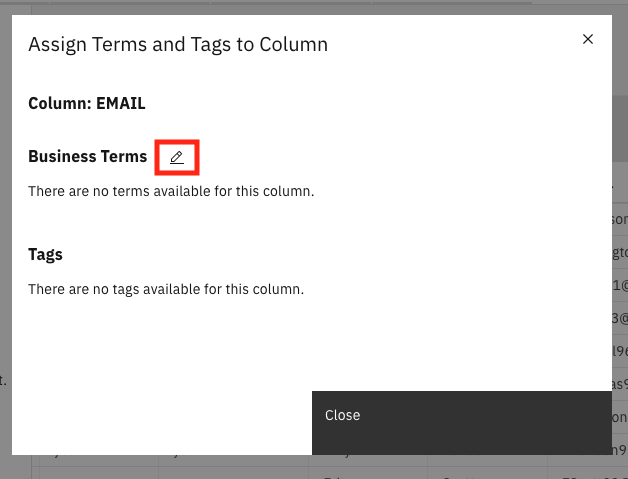 Assign Terms and Tags to Column
Column: EMAIL
Business Terms
There are no terms available for this column.
Tags
There are no tags available for this column.
Close